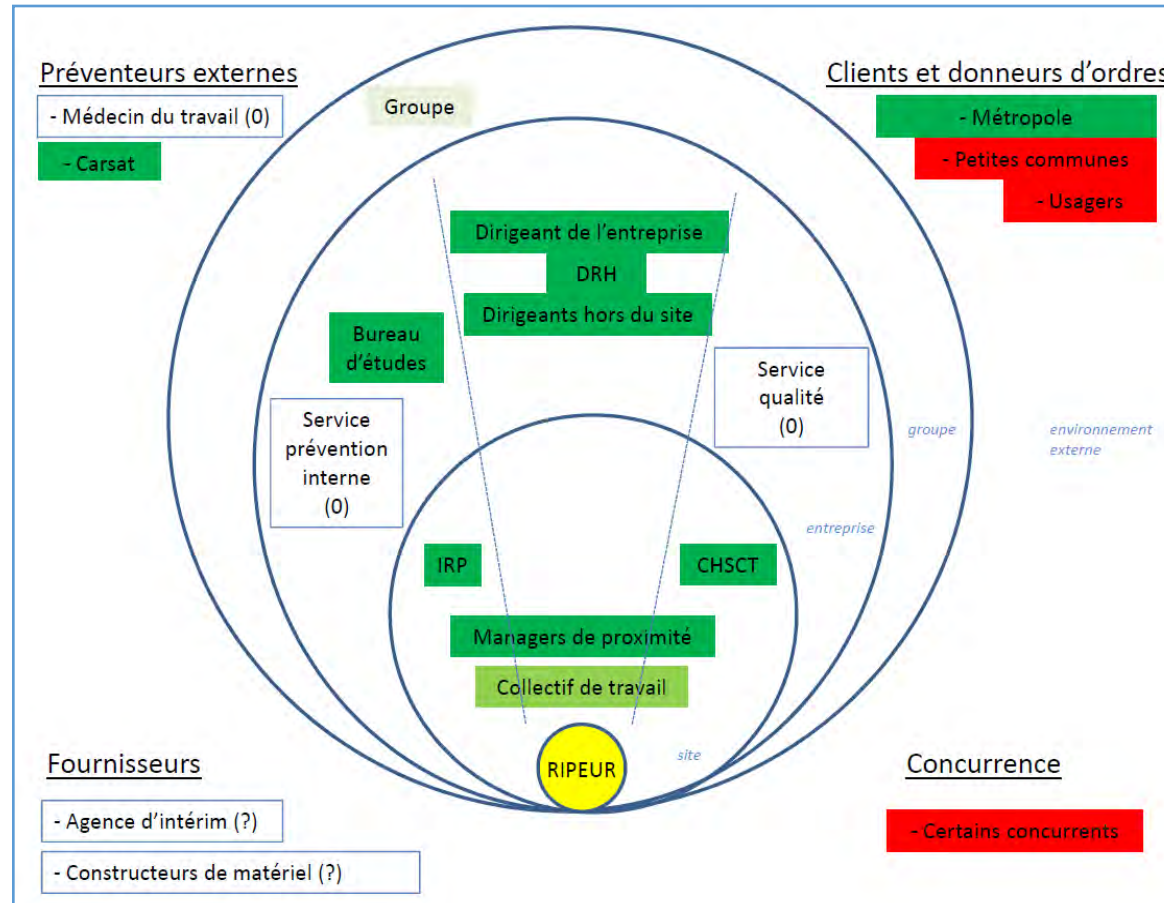 Préventeurs externes
- Médecin du travail (0)
- Carsat
Groupe
Clients et donneurs d’ordres
- Métropole
- Petites communes
- Usagers
Dirigeant de l’entreprise
DRH
Dirigeants hors du site
Bureau
d’études
Service
prévention
interne
(0)
Service
qualité
(0)
groupe
environnement
externe
entreprise
IRP
CHSCT
Managers de proximité
Collectif de travail
RIPEUR
site
Fournisseurs
- Agence d’intérim (?)
- Constructeurs de matériel (?)
Concurrence
- Certains concurrents